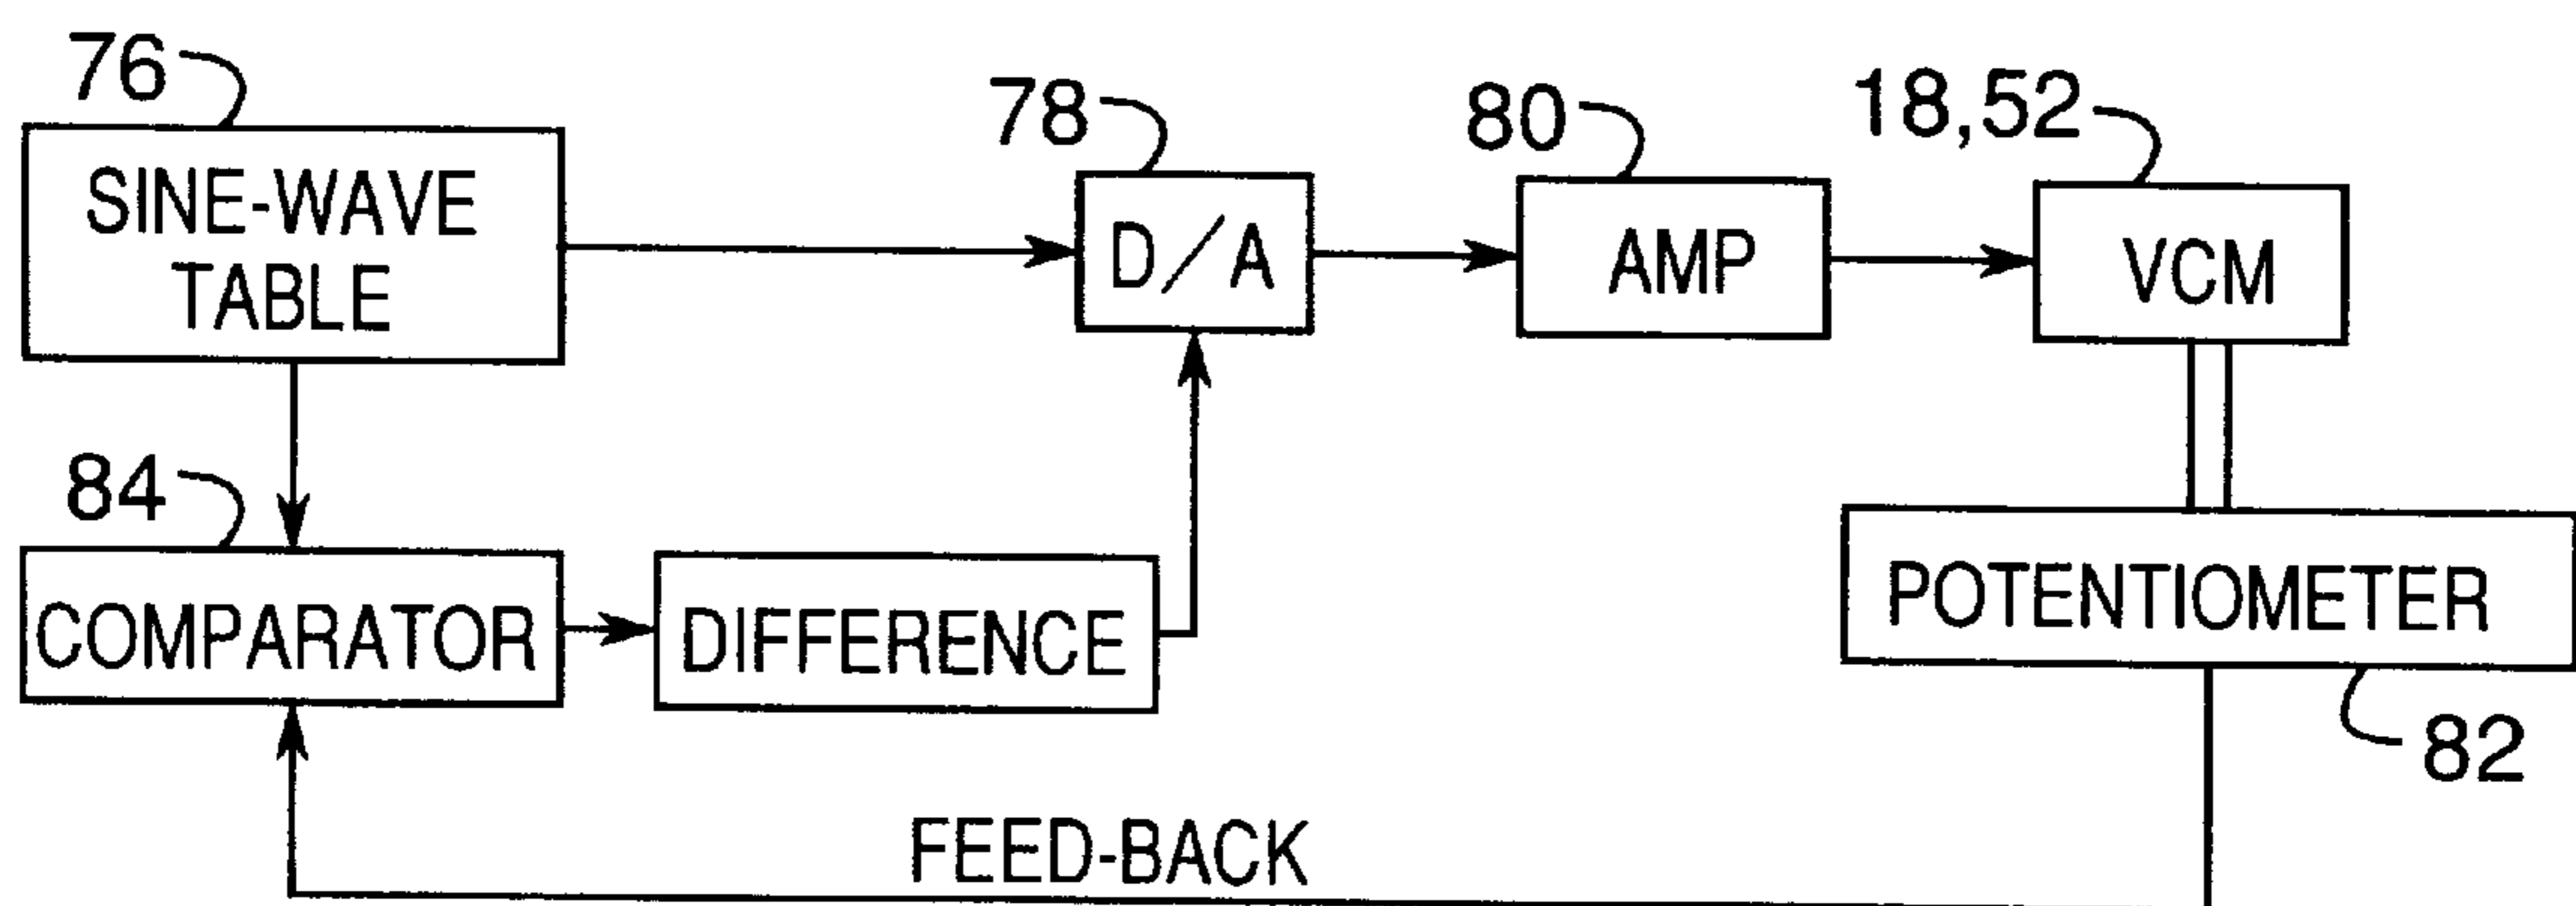 76
78
80
18,52
SINE-WAVE
TABLE
D/A
AMP
VCM
84
COMPARATOR
DIFFERENCE
POTENTIOMETER
82
FEED-BACK